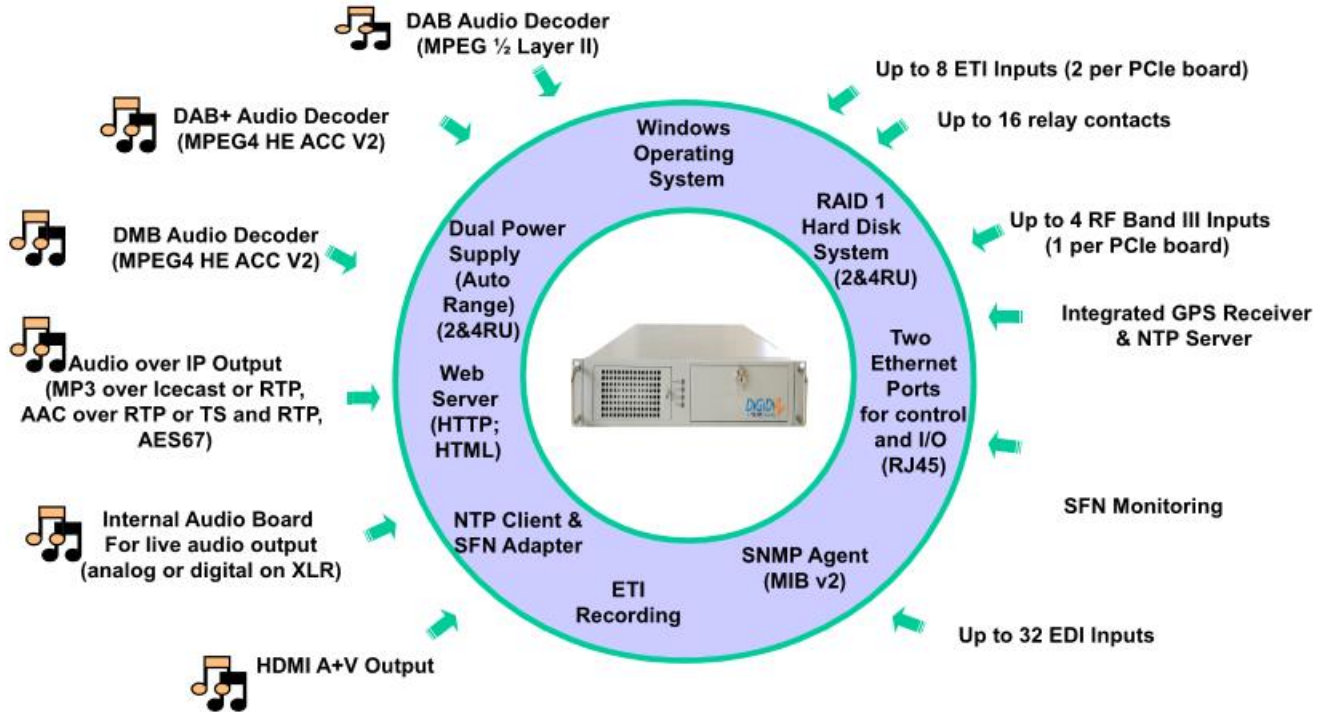 DAB Audio Decoder
(MPEG ½ Layer II)
DAB+ Audio Decoder
(MPEG4 HE ACC V2)
DMB Audio Decoder
(MPEG4 HE ACC V2)
Audio over IP Output
(MP3 over Icecast or RTP,
AAC over RTP or TS and RTP,
AES67)
Internal Audio Board
For live audio output
(analog or digital on XLR)
HDMI A+V Output
Windows
Operating
System
RAID 1
Hard Disk
System
(2&4RU)
Two
Ethernet
Ports
for control
and I/O
(RJ45)
SNMP Agent
(MIB v2)
ETI
Recording
NTP Client &
SFN Adapter
Web
Server
(HTTP;
HTML)
Dual Power
Supply
(Auto
Range)
(2&4RU)
Up to 8 ETI Inputs (2 per PCIe board)
Up to 16 relay contacts
Up to 4 RF Band III Inputs
(1 per PCIe board)
Integrated GPS Receiver
& NTP Server
SFN Monitoring
Up to 32 EDI Inputs